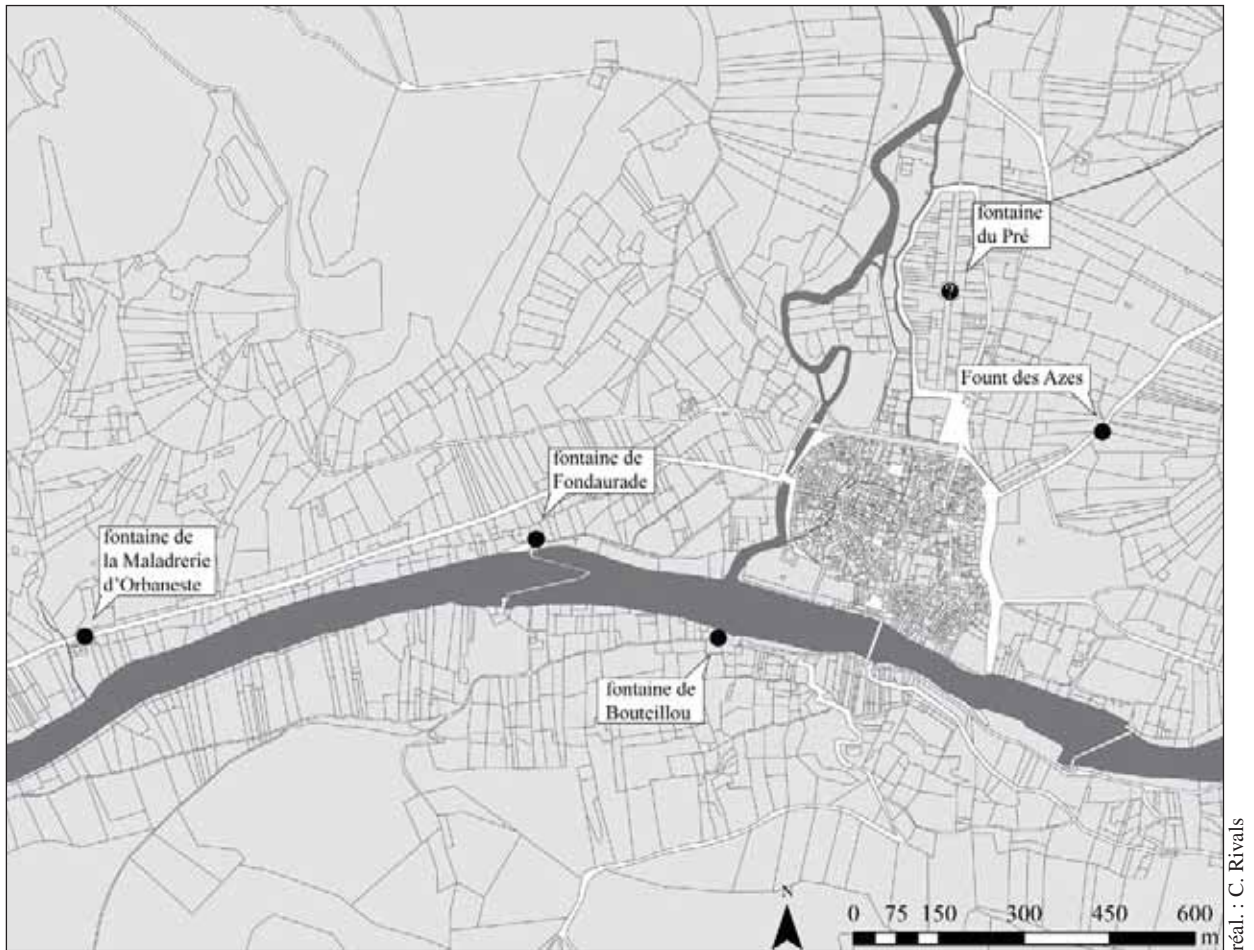 fontaine
du Pré
?
Fount des Azes
fontaine de
Fondaurade
fontaine de
la Maladrerie
d'Orbaneste
fontaine de
Bouteillou
N
0 75 150 300 450 600
m
réal. : C. Rivals